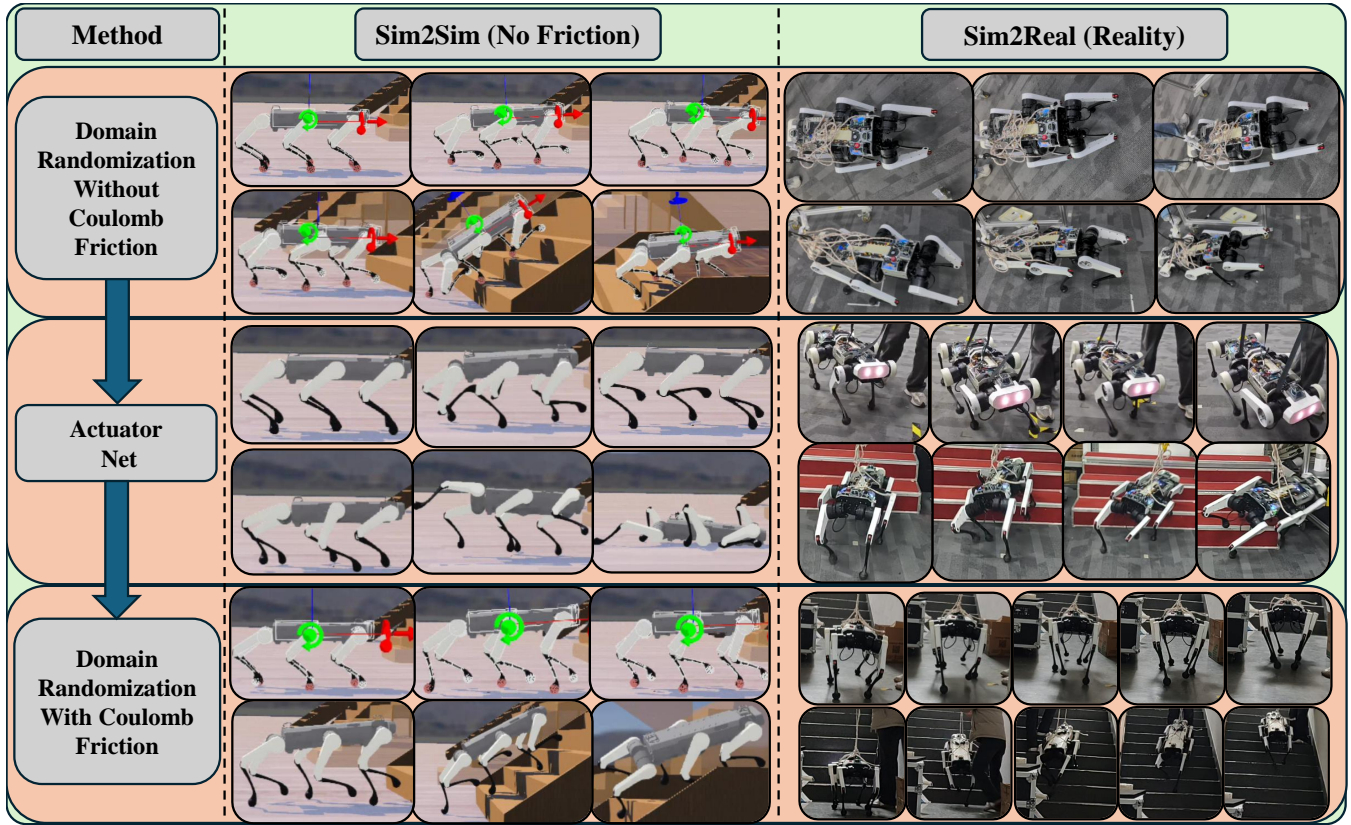 Method
Sim2Sim (No Friction)
Sim2Real (Reality)
Domain
Randomization
Without
Coulomb
Friction
Actuator
Net
Domain
Randomization
With Coulomb
Friction